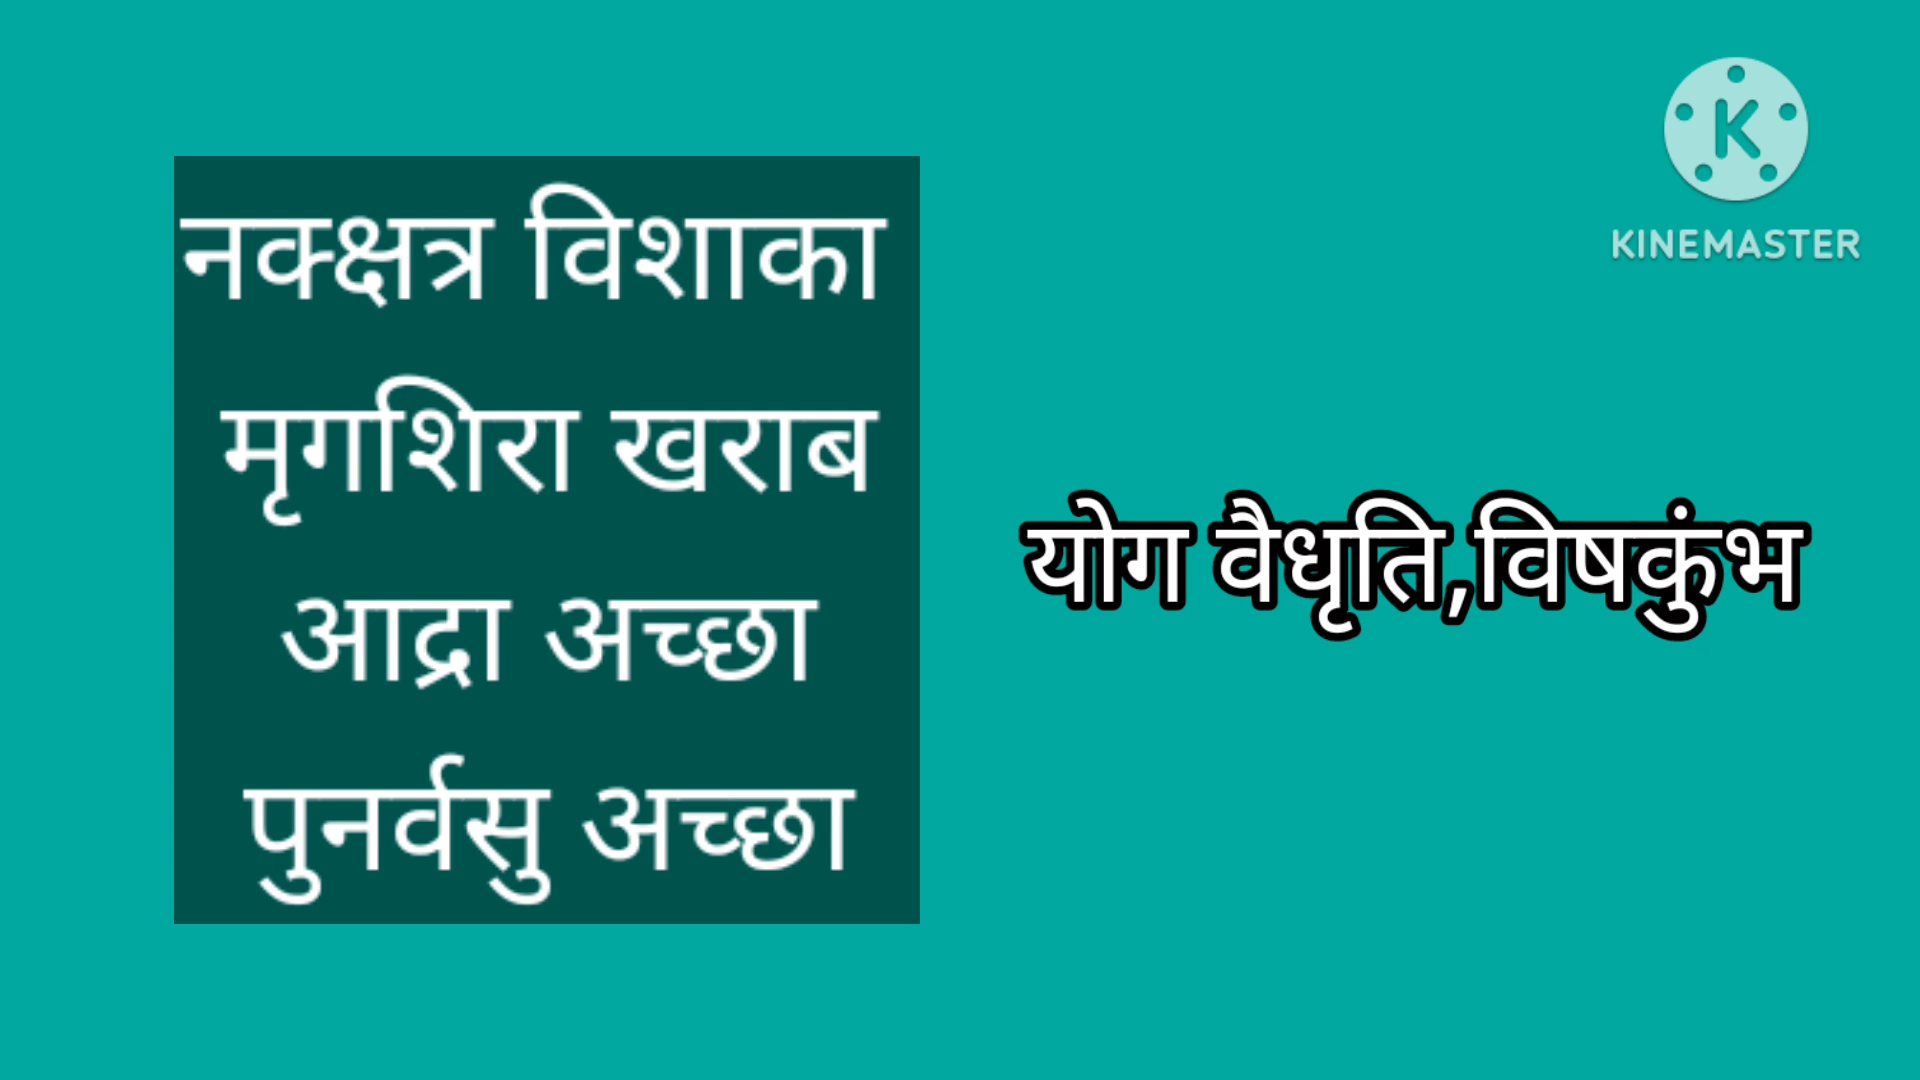 नक्क्षत्र विशाका
मृगशिरा खराब
आद्रा अच्छा
पुनर्वसु अच्छा
योग वैधृति,विषकुंभ
K
KINEMASTER